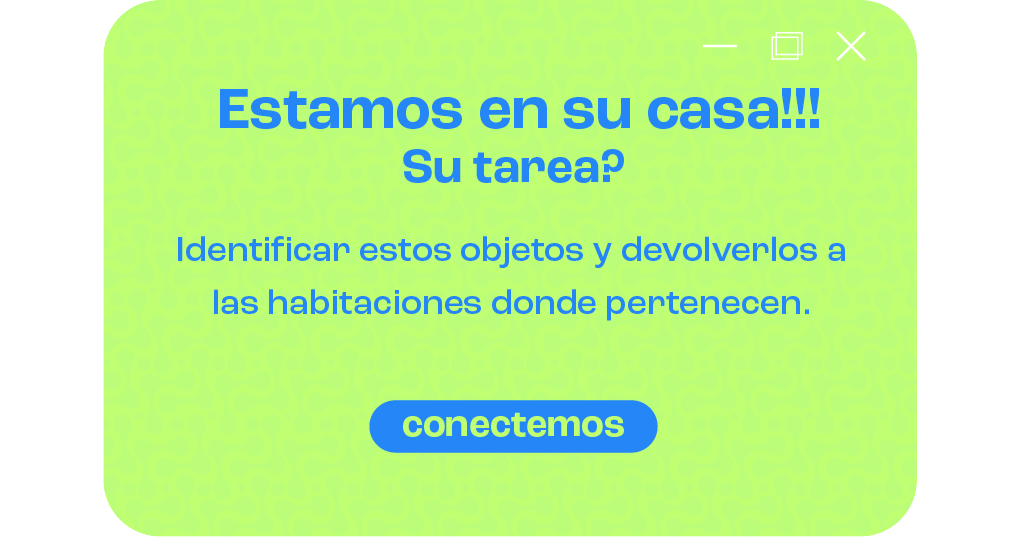 Estamos en su casa!!!
Su tarea?
Identificar estos objetos y devolverlos a
las habitaciones donde pertenecen.
conectemos